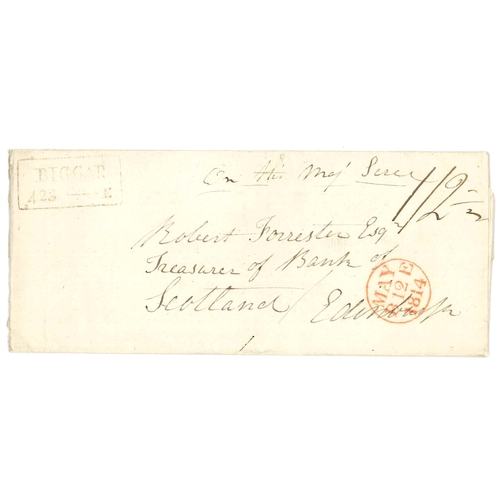 BIGGAR
423 E
On His Maj Serv
1/2
Robert Forrester Esqr
Treasurer of Bank of
Scotland Edinburgh
MAY E
12
1814